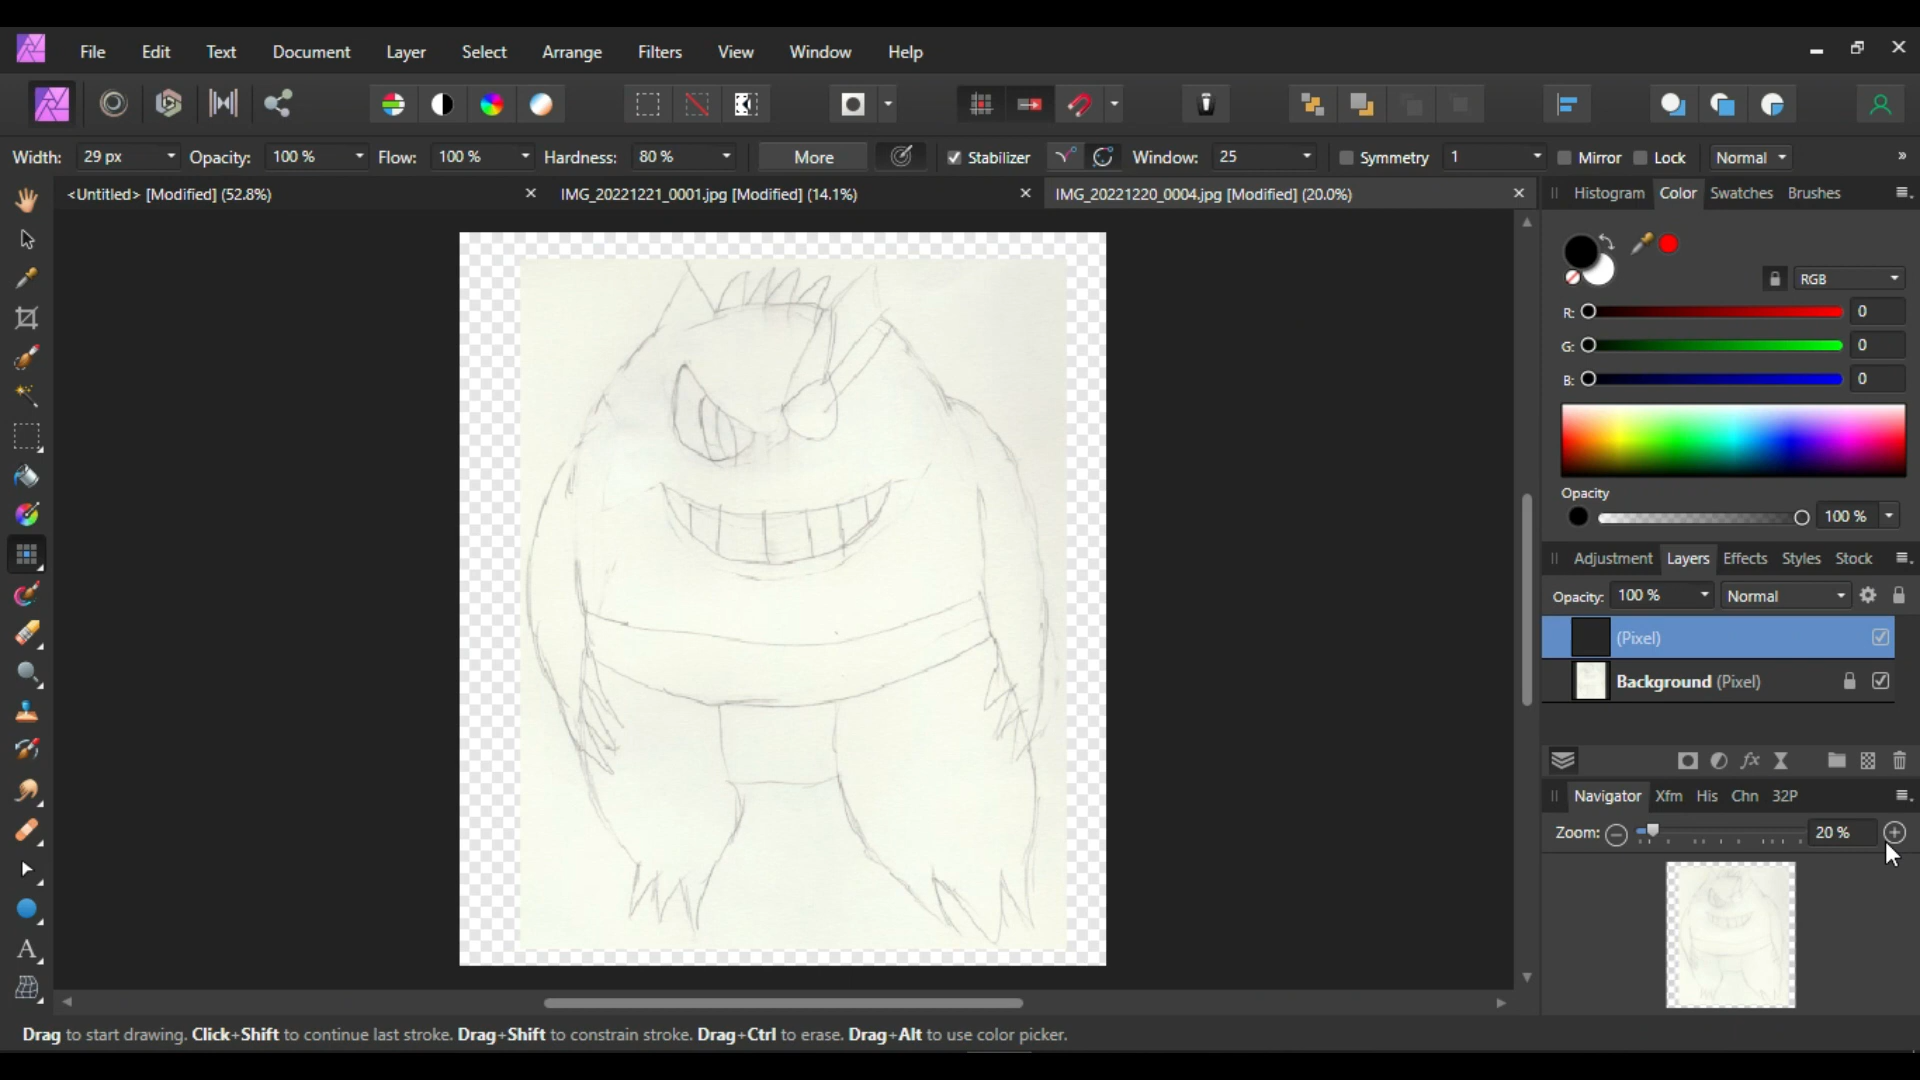 File Edit Text Document Layer Select Arrange Filters View Window Help
Width: 29 px Opacity: 100 % Flow: 100 % Hardness: 80 % More Stabilizer Window: 25 Symmetry 1 Mirror Lock Normal »
<Untitled> [Modified] (52.8%) IMG_20221221_0001.jpg [Modified] (14.1%) IMG_20221220_0004.jpg [Modified] (20.0%)
Histogram Color Swatches Brushes
RGB
R: 0
G: 0
B: 0
Opacity
100 %
Adjustment Layers Effects Styles Stock
Opacity: 100 % Normal
(Pixel)
Background (Pixel)
Navigator Xfm His Chn 32P
Zoom: 20 %
Drag to start drawing. Click+Shift to continue last stroke. Drag+Shift to constrain stroke. Drag+Ctrl to erase. Drag+Alt to use color picker.